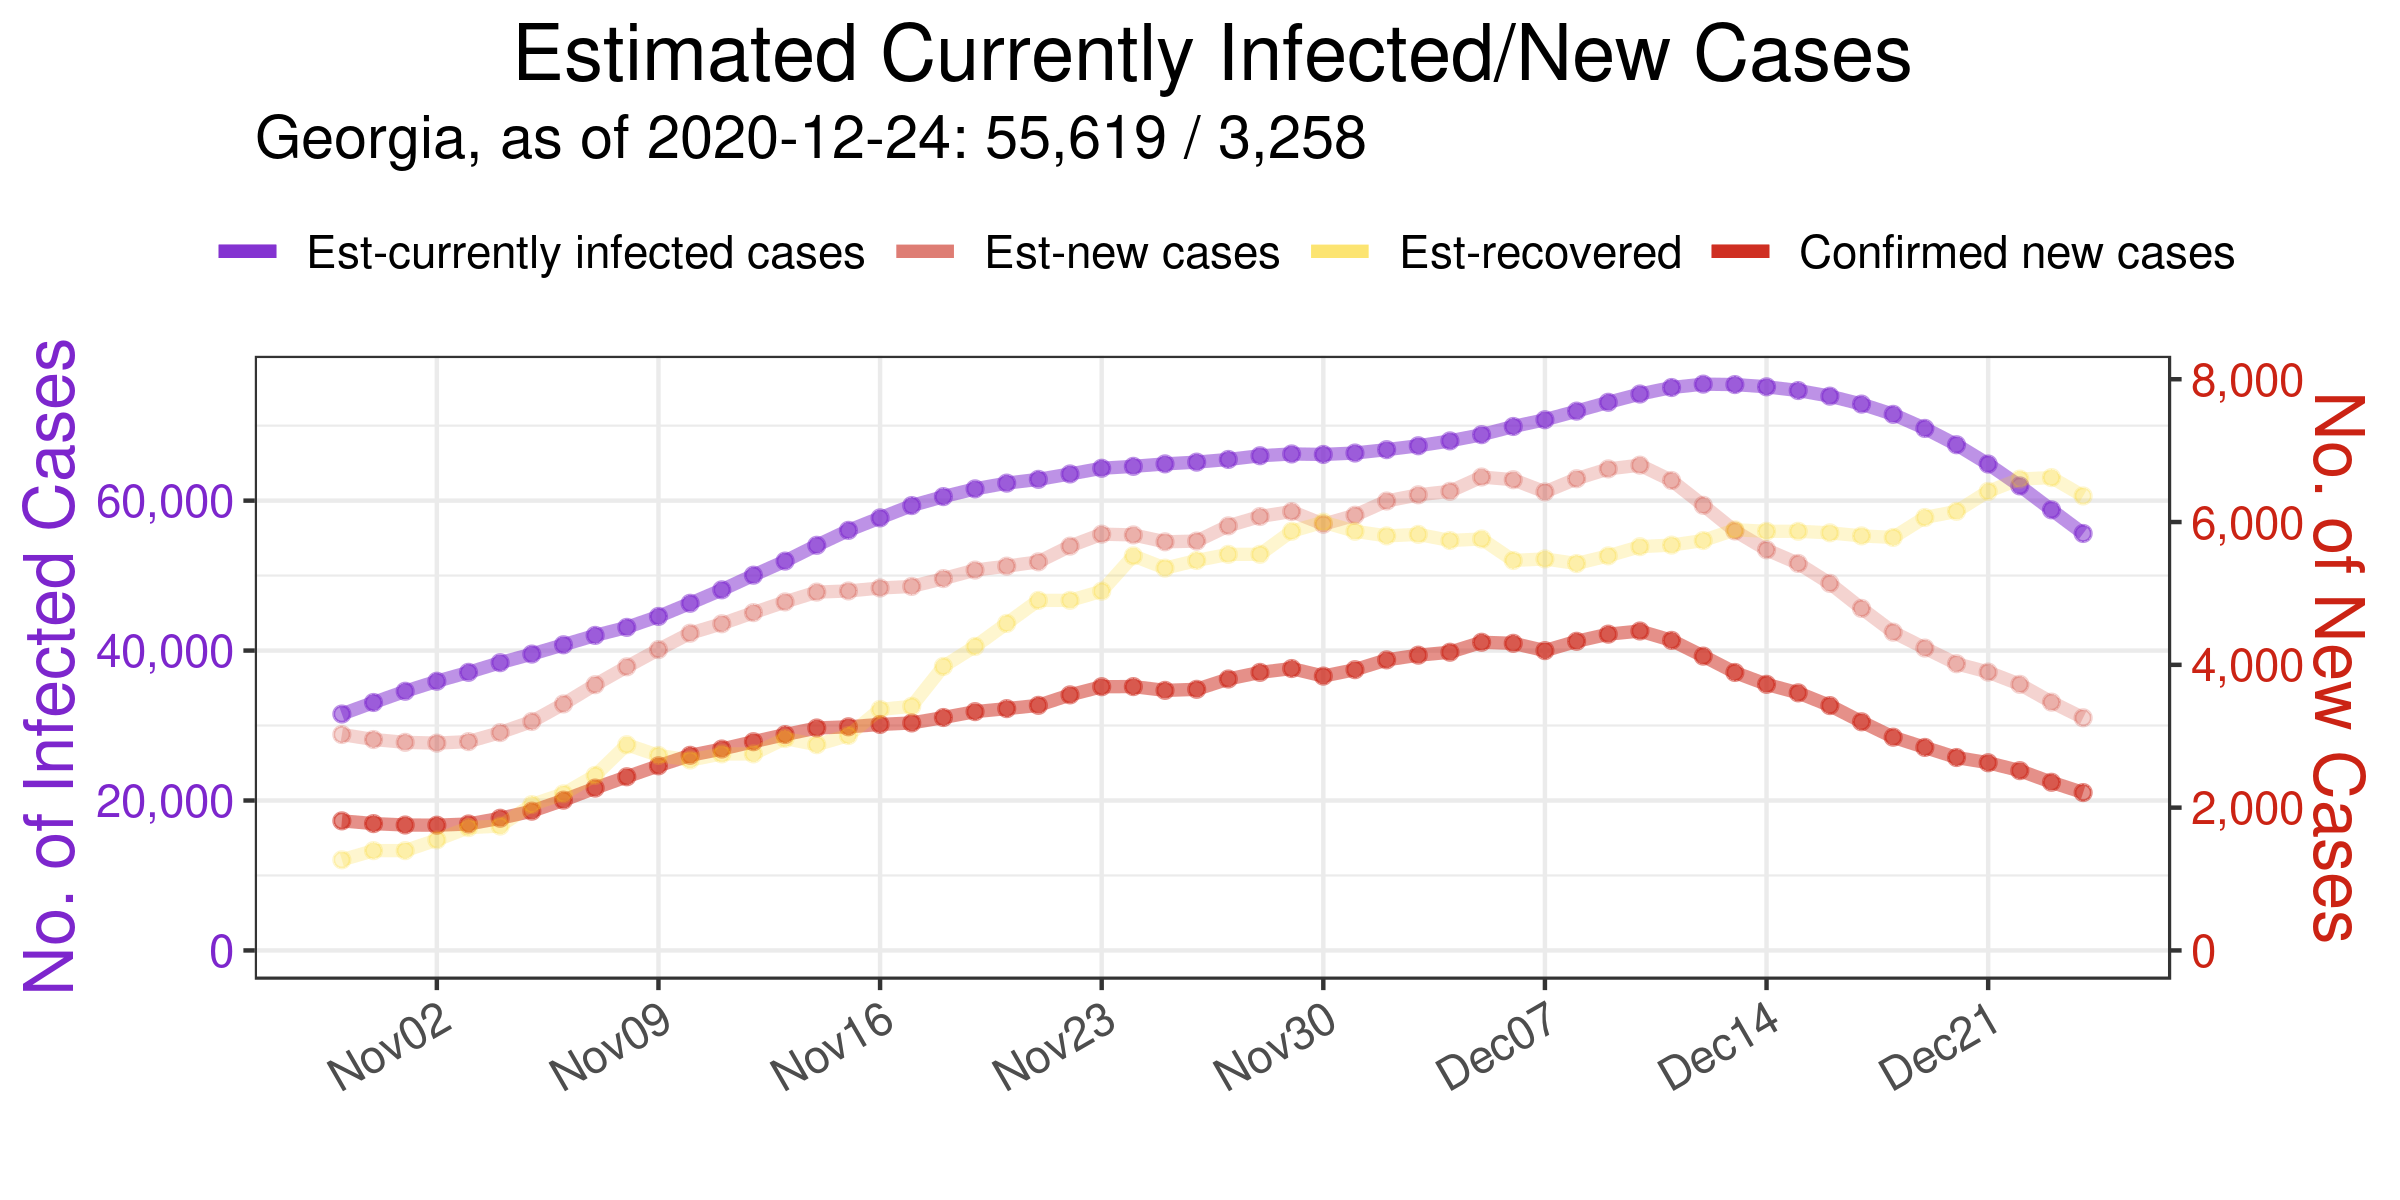 Estimated Currently Infected/New Cases
Georgia, as of 2020-12-24: 55,619 / 3,258
Est-currently infected cases Est-new cases Est-recovered Confirmed new cases
No. of Infected Cases
60,000
40,000
20,000
0
8,000
6,000
4,000
2,000
0
No. of New Cases
Nov02 Nov09 Nov16 Nov23 Nov30 Dec07 Dec14 Dec21